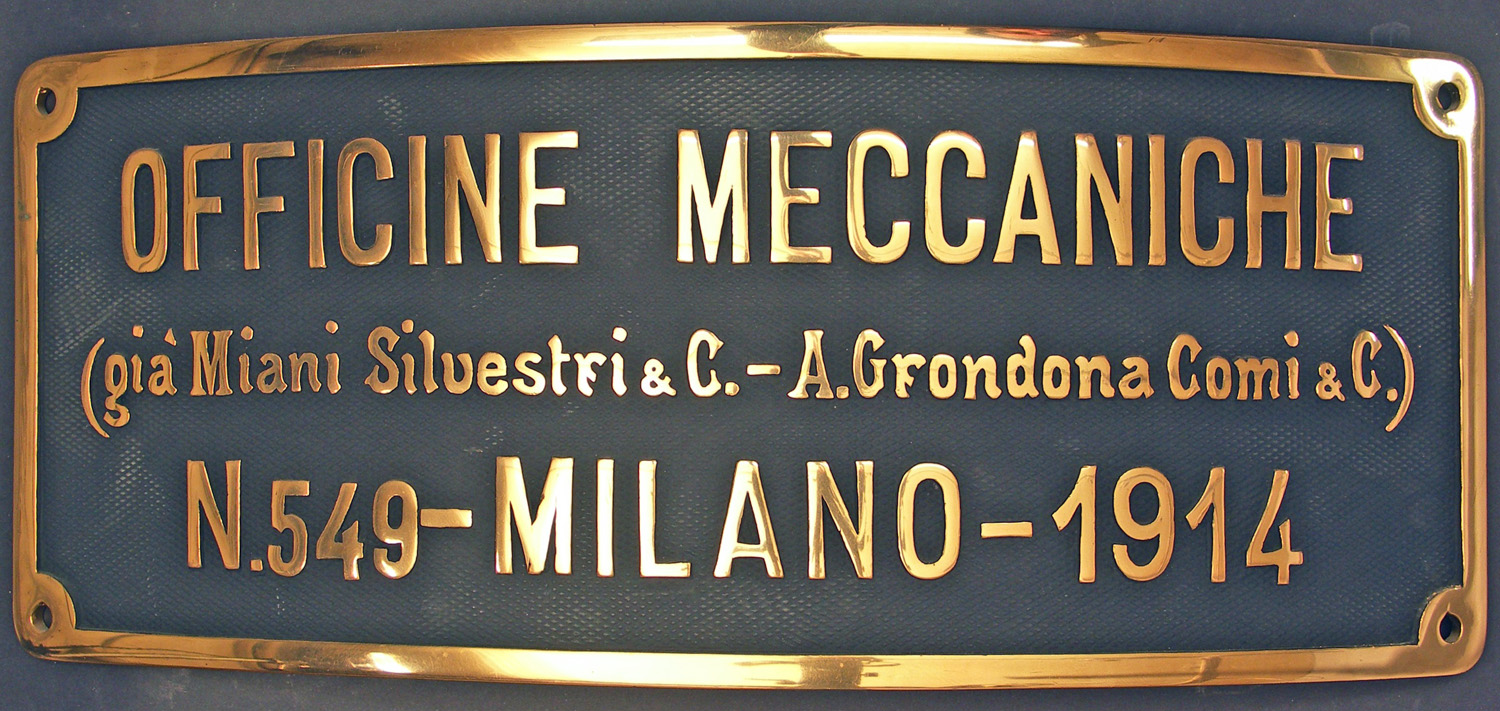 OFFICINE MECCANICHE
(già Miani Silvestri & C. - A. Grondona Comi & C.)
N. 549 - MILANO - 1914